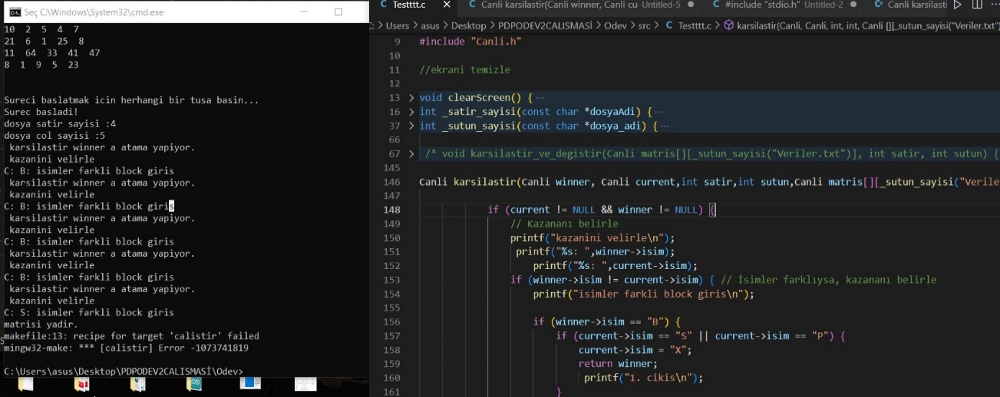 Seç C:\Windows\System32\cmd.exe
10 2 5 4 7
21 6 1 25 8
11 64 33 41 47
8 1 9 5 23
Sureci baslatmak icin herhangi bir tusa basin...
Surec basladi!
dosya satir sayisi :4
dosya col sayisi :5
karsilastir winner a atama yapiyor.
kazanini velirle
C: B: isimler farkli block giris
karsilastir winner a atama yapiyor.
kazanini velirle
C: B: isimler farkli block giris
karsilastir winner a atama yapiyor.
kazanini velirle
C: B: isimler farkli block giris
karsilastir winner a atama yapiyor.
kazanini velirle
C: B: isimler farkli block giris
karsilastir winner a atama yapiyor.
kazanini velirle
C: S: isimler farkli block giris
matrisi yadir.
makefile:13: recipe for target 'calistir' failed
mingw32-make: *** [calistir] Error -1073741819
C:\Users\asus\Desktop\PDPODEV2CALISMASİ\Odev>
C Testttt.c × C Canli karsilastir(Canli winner, Canli cu Untitled-5 ● C #include "stdio.h" Untitled-2 ● Canli karsilasti
> Users > asus > Desktop > PDPODEV2CALISMASİ > Odev > src > C Testttt.c > karsilastir(Canli, Canli, int, int, Canli [][_sutun_sayisi("Veriler.txt"
9 #include "Canli.h"
10
11 //ekrani temizle
12
13 > void clearScreen() { ...
16 > int _satir_sayisi(const char *dosyaAdi) { ...
37 > int _sutun_sayisi(const char *dosya_adi) { ...
66
67 > /* void karsilastir_ve_degistir(Canli matris[][_sutun_sayisi("Veriler.txt")], int satir, int sutun) {
145
146 Canli karsilastir(Canli winner, Canli current,int satir,int sutun,Canli matris[][_sutun_sayisi("Verile
147
148 if (current != NULL && winner != NULL) {
149 // Kazananı belirle
150 printf("kazanini velirle\n");
151 printf("%s: ",winner->isim);
152 printf("%s: ",current->isim);
153 if (winner->isim != current->isim) { // İsimler farklıysa, kazananı belirle
154 printf("isimler farkli block giris\n");
155
156 if (winner->isim == "B") {
157 if (current->isim == "S" || current->isim == "P") {
158 current->isim = "X";
159 return winner;
160 printf("1. cikis\n");
161 }